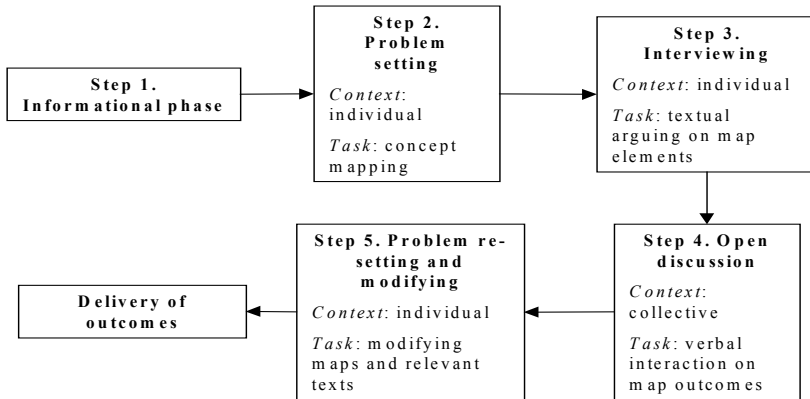 Step 1.
Informational phase
Step 2.
Problem
setting
Context:
individual
Task: concept
mapping
Step 3.
Interviewing
Context: individual
Task: textual
arguing on map
elements
Step 4. Open
discussion
Context:
collective
Task: verbal
interaction on
map outcomes
Step 5. Problem re-
setting and
modifying
Context: individual
Task: modifying
maps and relevant
texts
Delivery of
outcomes